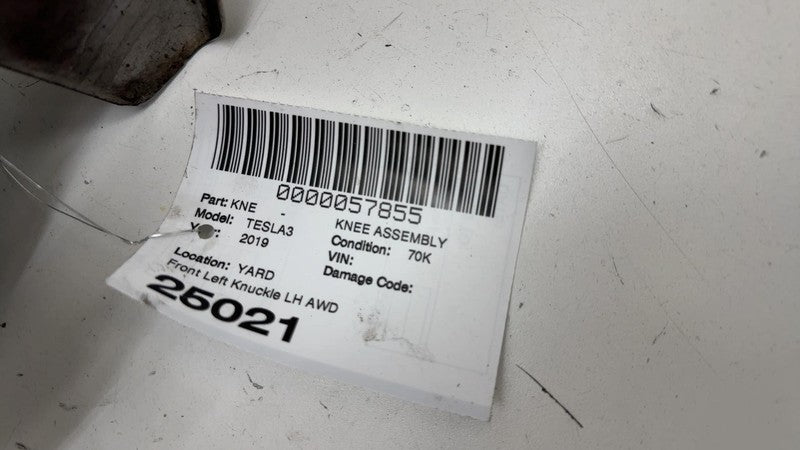 0000057855
Part: KNE - KNEE ASSEMBLY
Model: TESLA3 Condition: 70K
2019 VIN:
Location: YARD Damage Code:
Front Left Knuckle LH AWD
25021